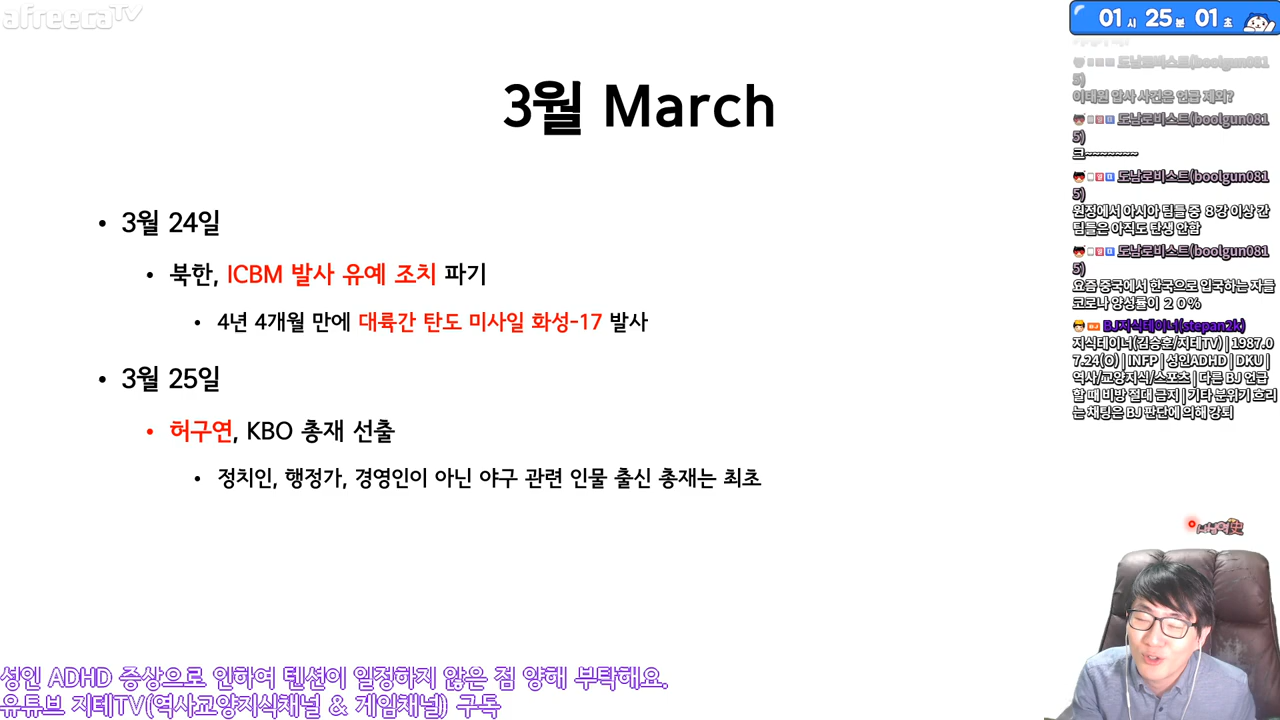 afreecaTV
01시 25분 01초
3월 March
• 3월 24일
• 북한, ICBM 발사 유예 조치 파기
• 4년 4개월 만에 대륙간 탄도 미사일 화성-17 발사
• 3월 25일
• 허구연, KBO 총재 선출
• 정치인, 행정가, 경영인이 아닌 야구 관련 인물 출신 총재는 최초
도남로비스트(boolgun081
5)
이태원 압사 사건은 언급 제외?
도남로비스트(boolgun081
5)
크~~~~~~~
도남로비스트(boolgun081
5)
원정에서 아시아 팀들 중 8강 이상 간
팀들은 아직도 탄생 안함
도남로비스트(boolgun081
5)
요즘 중국에서 한국으로 입국하는 자들
코로나 양성률이 20%
BJ지식테이너(stepan2k)
지식테이너(김승훈/지테TV) | 1987.0
7.24(O) | INFP | 성인ADHD | DKU |
역사/교양지식/스포츠 | 다른 BJ 언급
할 때 비방 절대 금지 | 기타 분위기 흐리
는 채팅은 BJ 판단에 의해 강퇴
성인 ADHD 증상으로 인하여 텐션이 일정하지 않은 점 양해 부탁해요.
유튜브 지테TV(역사교양지식채널 & 게임채널) 구독